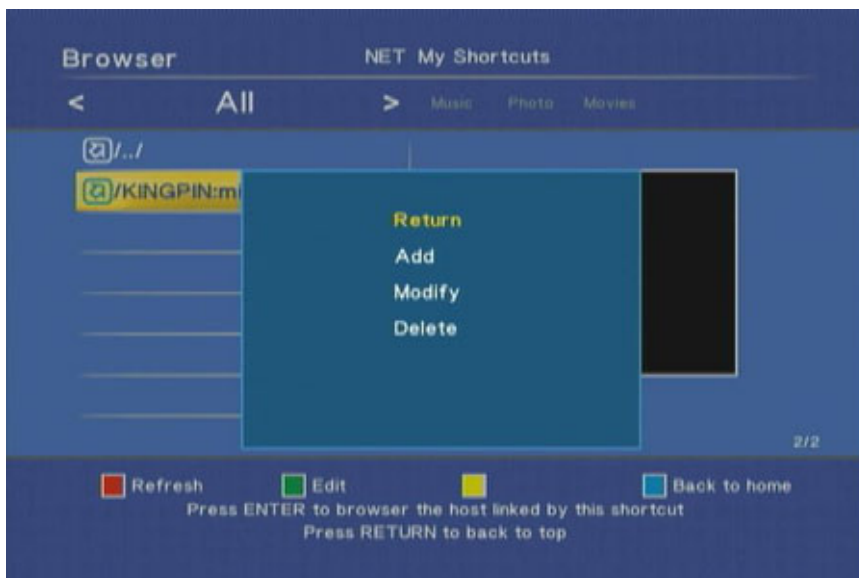 Browser
NET My Shortcuts
< All > Music Photo Movies
/../
/KINGPIN:mi
Return
Add
Modify
Delete
2/2
Refresh Edit Back to home
Press ENTER to browser the host linked by this shortcut
Press RETURN to back to top